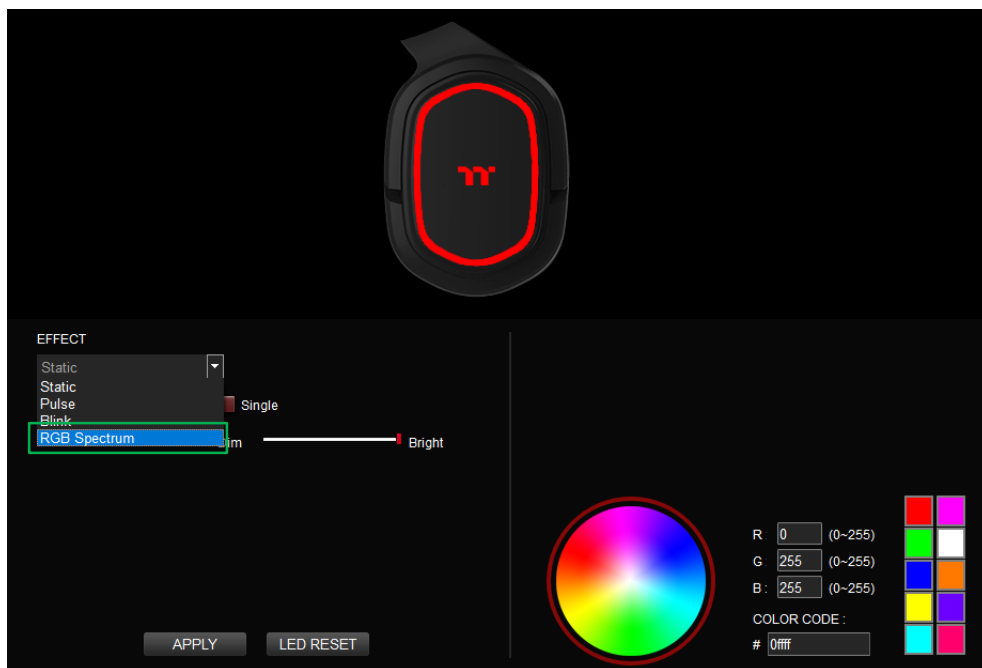 EFFECT
Static
Static
Pulse
Single
Blink
RGB Spectrum
Dim
Bright
R
0
(0~255)
G
255
(0~255)
B :
255
(0~255)
COLOR CODE :
# 0ffff
APPLY
LED RESET